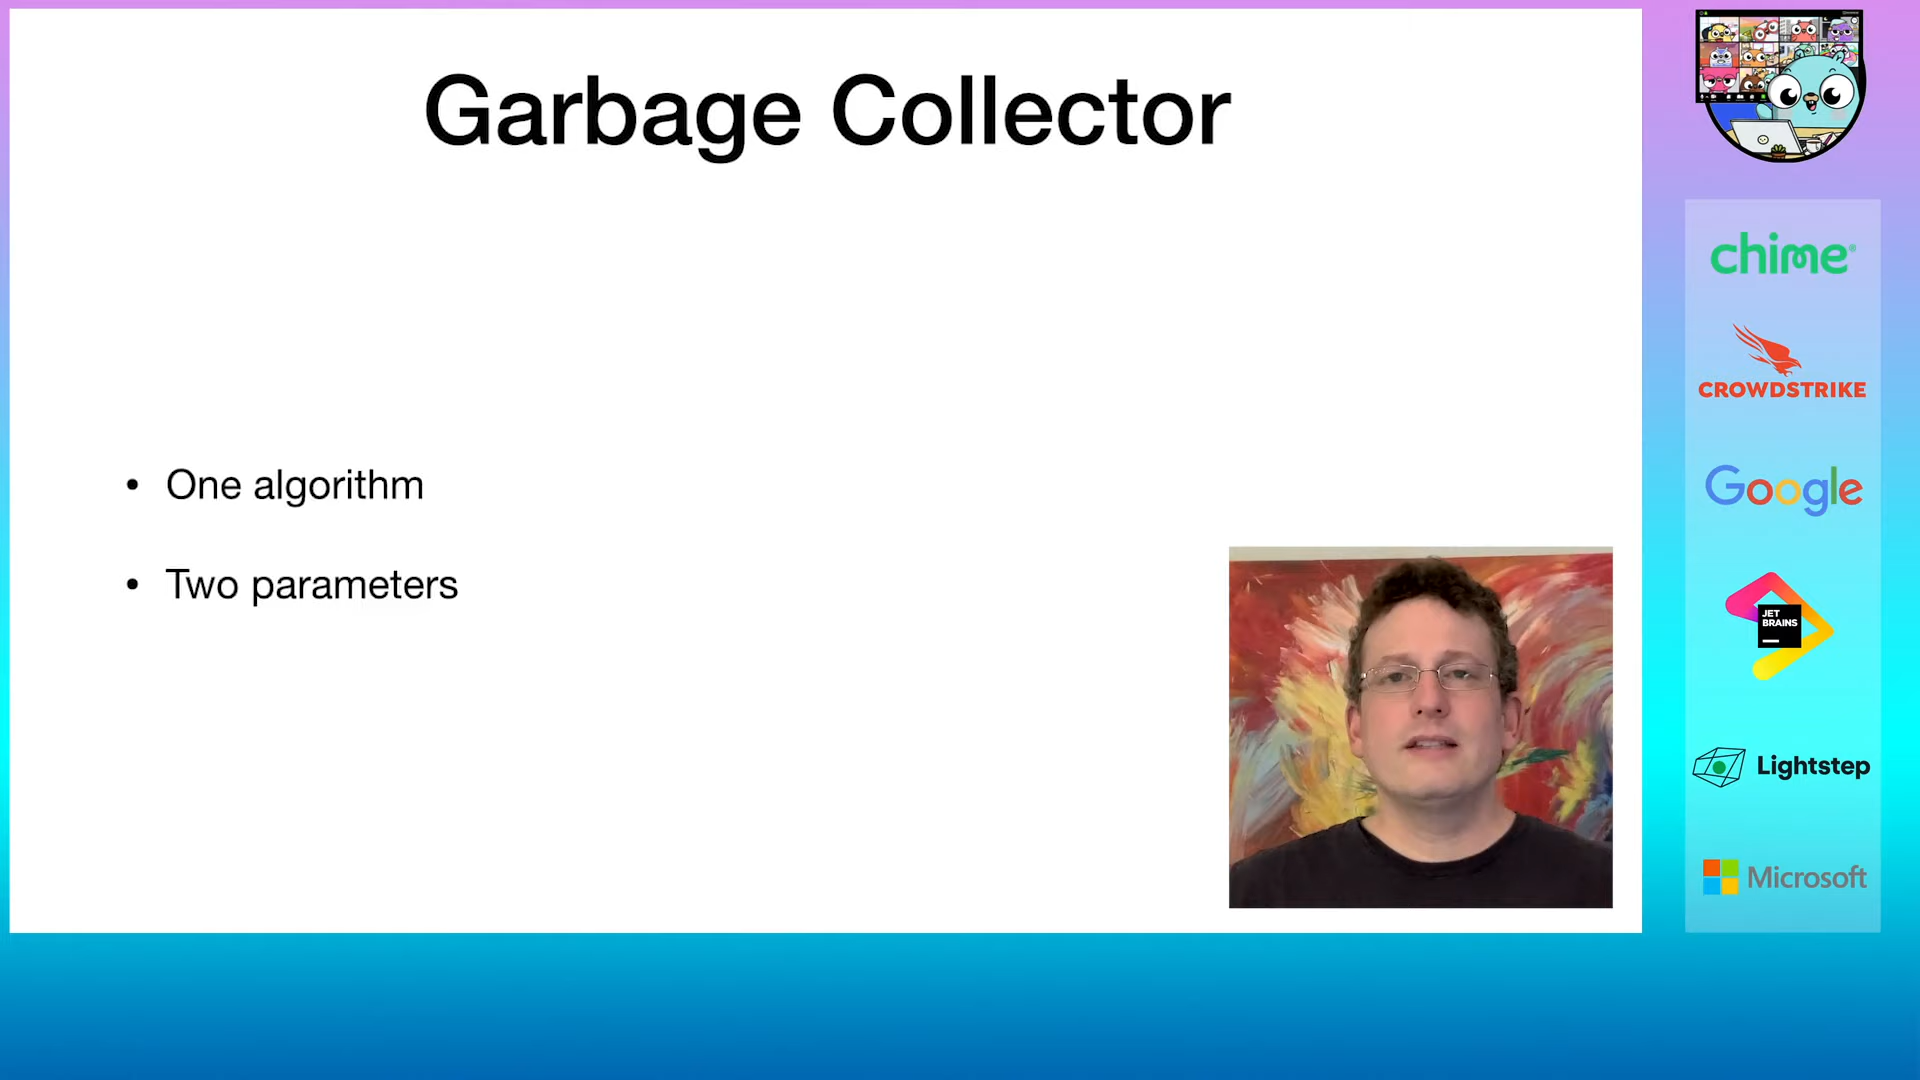 Garbage Collector
• One algorithm
• Two parameters
chime
CROWDSTRIKE
Google
JET
BRAINS
Lightstep
Microsoft